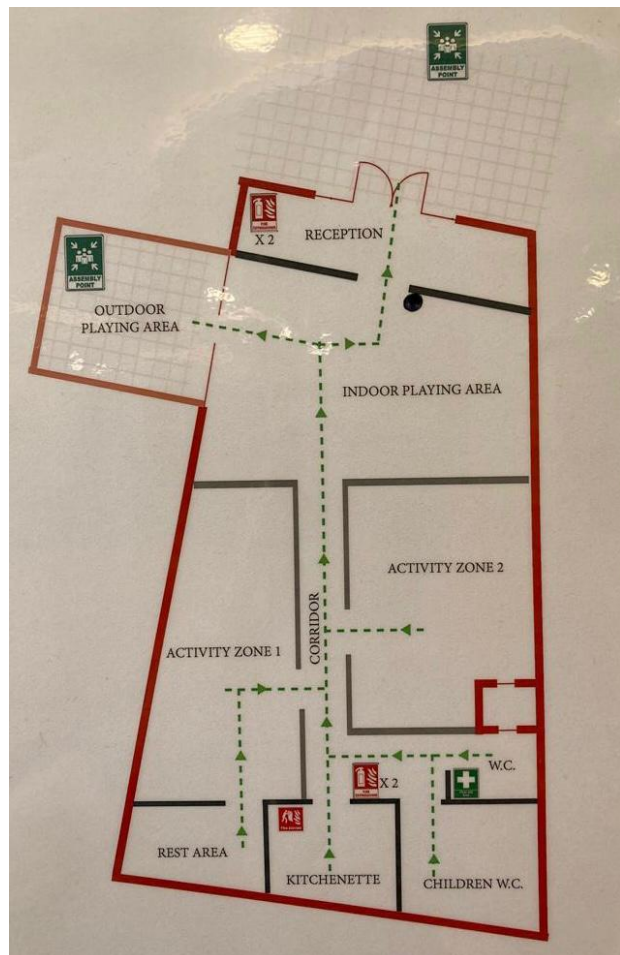 ASSEMBLY
POINT
RECEPTION
X 2
ASSEMBLY
POINT
OUTDOOR
PLAYING AREA
INDOOR PLAYING AREA
ACTIVITY ZONE 2
CORRIDOR
ACTIVITY ZONE 1
W.C.
X 2
REST AREA
KITCHENETTE
CHILDREN W.C.